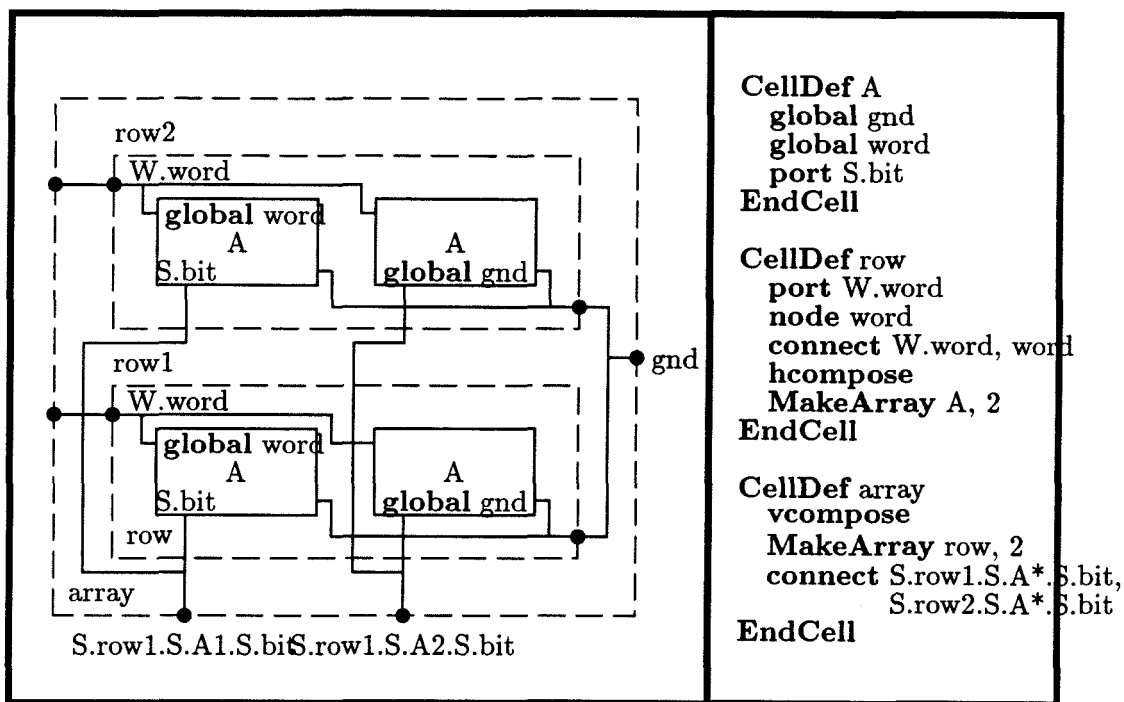 row2
W.word
global word
A
S.bit
A
global gnd
row1
gnd
W.word
global word
A
S.bit
A
global gnd
row
array
S.row1.S.A1.S.bit
S.row1.S.A2.S.bit
CellDef A
global gnd
global word
port S.bit
EndCell
CellDef row
port W.word
node word
connect W.word, word
hcompose
MakeArray A, 2
EndCell
CellDef array
vcompose
MakeArray row, 2
connect S.row1.S.A*.S.bit,
S.row2.S.A*.S.bit
EndCell